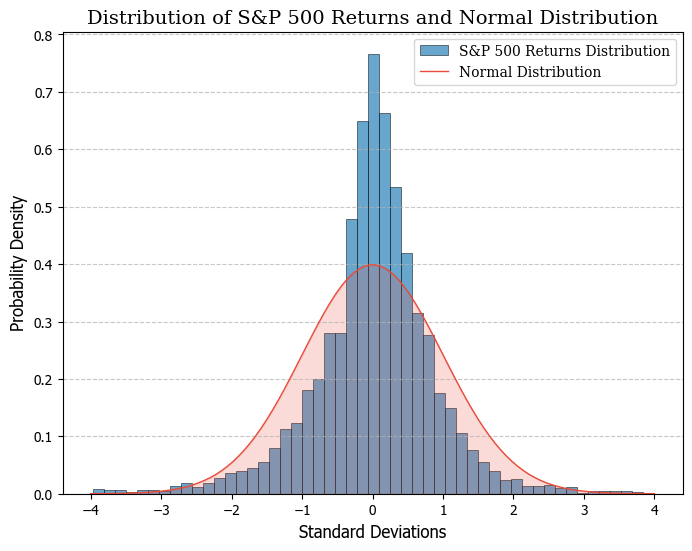 Distribution of S&P 500 Returns and Normal Distribution
S&P 500 Returns Distribution
Normal Distribution
Probability Density
0.8
0.7
0.6
0.5
0.4
0.3
0.2
0.1
0.0
−4 −3 −2 −1 0 1 2 3 4
Standard Deviations